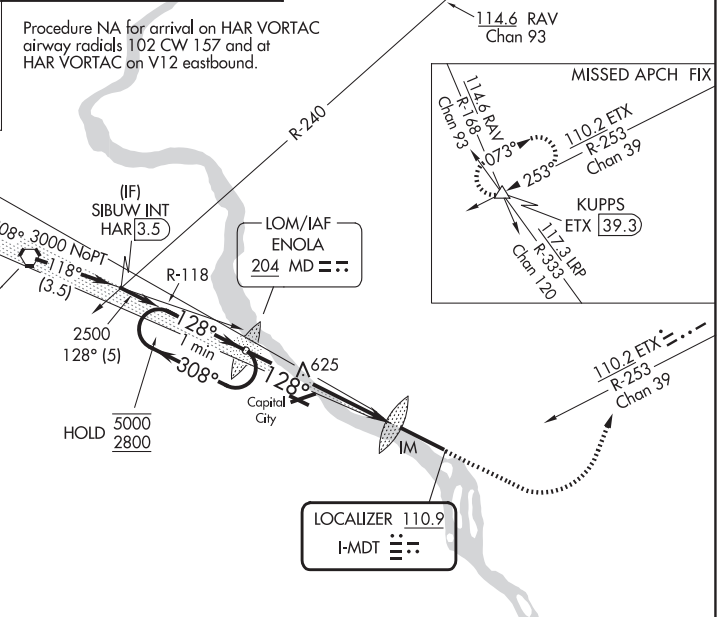 Procedure NA for arrival on HAR VORTAC
airway radials 102 CW 157 and at
HAR VORTAC on V12 eastbound.
114.6 RAV
Chan 93
R-240
MISSED APCH FIX
114.6 RAV
R-168
Chan 93
110.2 ETX
R-253
Chan 39
073°
253°
KUPPS
ETX 39.3
117.3 LRP
R-333
Chan 120
(IF)
SIBUW INT
HAR 3.5
LOM/IAF
ENOLA
204 MD
08° 3000 NoPT
118°
(3.5)
R-118
2500
128° (5)
128°
1 min
308°
128°
625
Capital
City
HOLD 5000
2800
IM
110.2 ETX
R-253
Chan 39
LOCALIZER 110.9
I-MDT